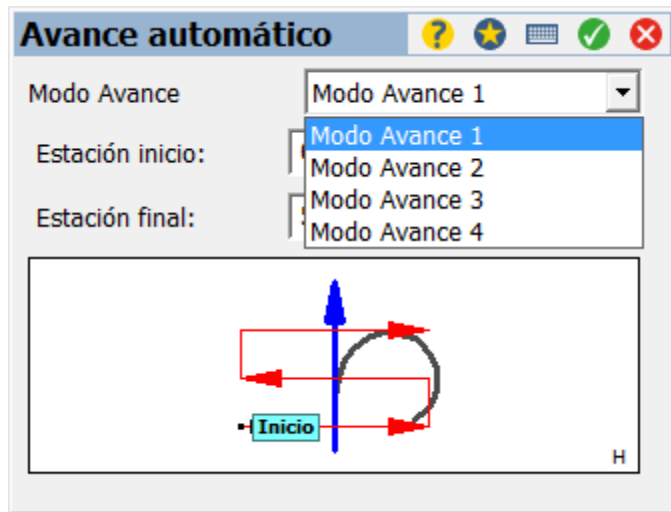 Avance automático
Modo Avance
Modo Avance 1
Modo Avance 1
Estación inicio:
Modo Avance 2
Modo Avance 3
Estación final:
Modo Avance 4
Inicio
H